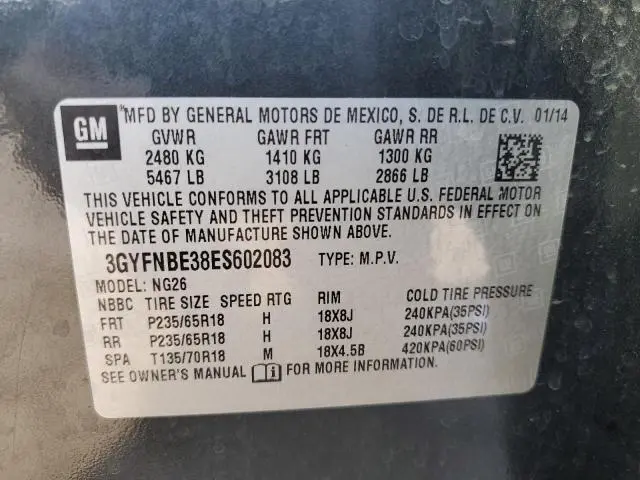 GM
MFD BY GENERAL MOTORS DE MEXICO, S. DE R.L. DE C.V. 01/14
GVWR GAWR FRT GAWR RR
2480 KG 1410 KG 1300 KG
5467 LB 3108 LB 2866 LB
THIS VEHICLE CONFORMS TO ALL APPLICABLE U.S. FEDERAL MOTOR
VEHICLE SAFETY AND THEFT PREVENTION STANDARDS IN EFFECT ON
THE DATE OF MANUFACTURE SHOWN ABOVE.
3GYFNBE38ES602083 TYPE: M.P.V.
MODEL: NG26
NBBC TIRE SIZE SPEED RTG RIM COLD TIRE PRESSURE
FRT P235/65R18 H 18X8J 240KPA(35PSI)
RR P235/65R18 H 18X8J 240KPA(35PSI)
SPA T135/70R18 M 18X4.5B 420KPA(60PSI)
SEE OWNER'S MANUAL FOR MORE INFORMATION.